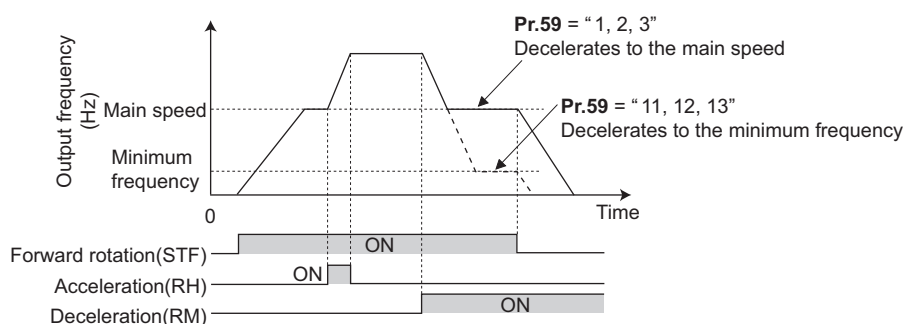 Pr.59 = “ 1, 2, 3”
Decelerates to the main speed
Pr.59 = “11, 12, 13”
Decelerates to the minimum frequency
Output frequency
(Hz)
Main speed
Minimum
frequency
0
Time
Forward rotation(STF)
ON
Acceleration(RH)
ON
Deceleration(RM)
ON